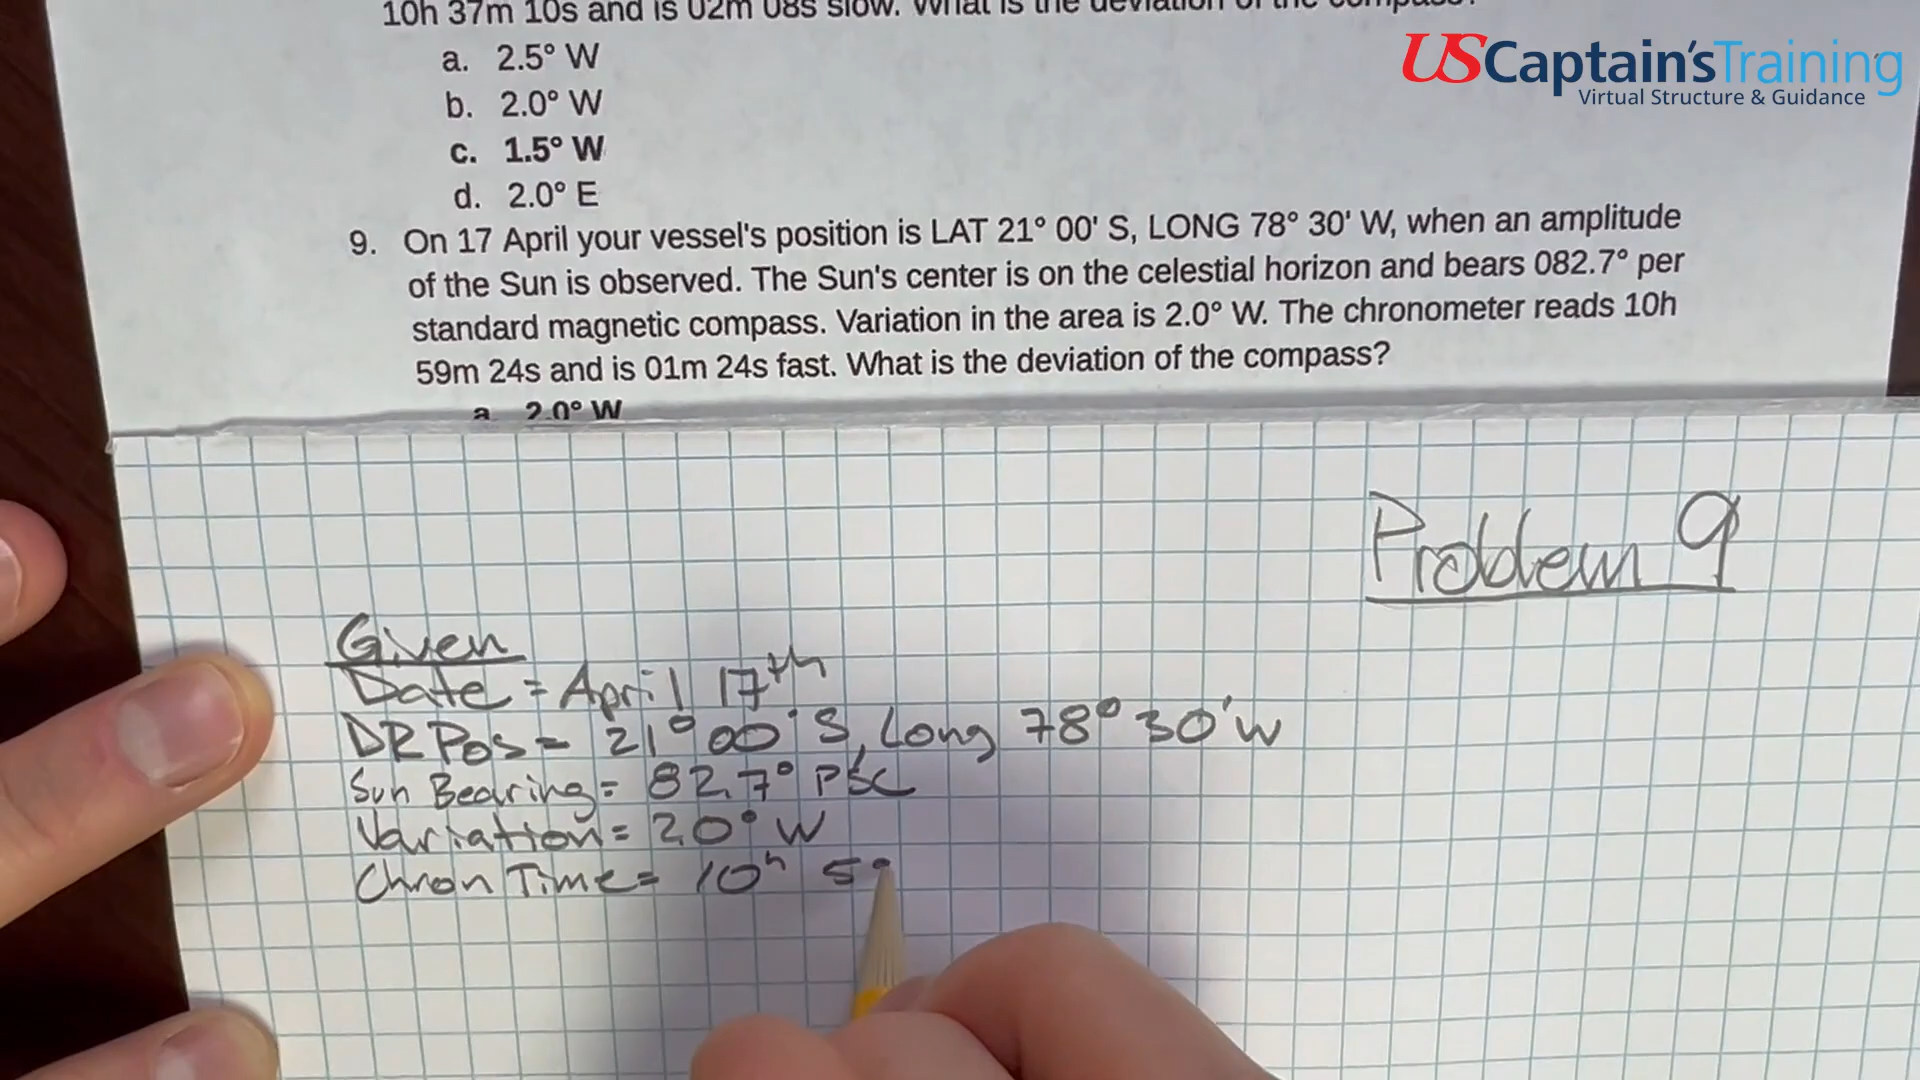 10h 37m 10s and is 02m 08s slow. What is the deviation of the compass?
USCaptain'sTraining
Virtual Structure & Guidance
a. 2.5° W
b. 2.0° W
c. 1.5° W
d. 2.0° E
9. On 17 April your vessel's position is LAT 21° 00' S, LONG 78° 30' W, when an amplitude
of the Sun is observed. The Sun's center is on the celestial horizon and bears 082.7° per
standard magnetic compass. Variation in the area is 2.0° W. The chronometer reads 10h
59m 24s and is 01m 24s fast. What is the deviation of the compass?
a. 2.0° W
Problem 9
Given
Date = April 17th
DR Pos = 21° 00' S, Long 78° 30' W
Sun Bearing = 82.7° PSC
Variation = 2.0° W
Chron Time = 10h 5